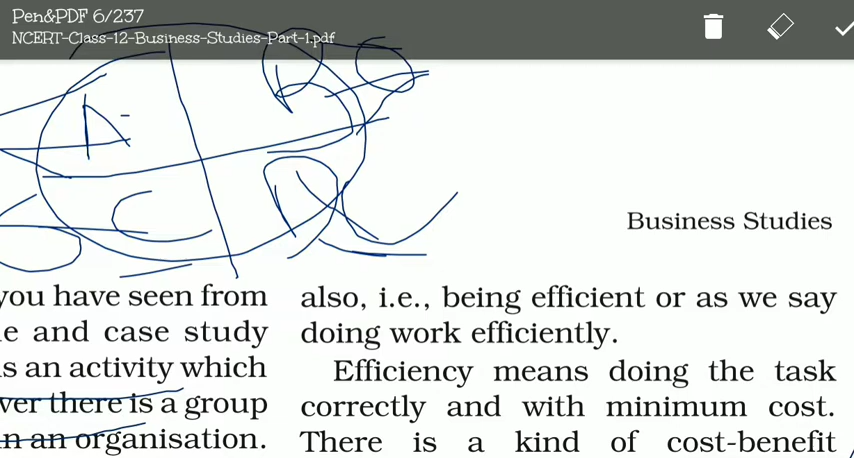 Pen&PDF 6/237
NCERT-Class-12-Business-Studies-Part-1.pdf
A
B
C
Business Studies
you have seen from
e and case study
s an activity which
ver there is a group
n an organisation.
also, i.e., being efficient or as we say
doing work efficiently.
Efficiency means doing the task
correctly and with minimum cost.
There is a kind of cost-benefit